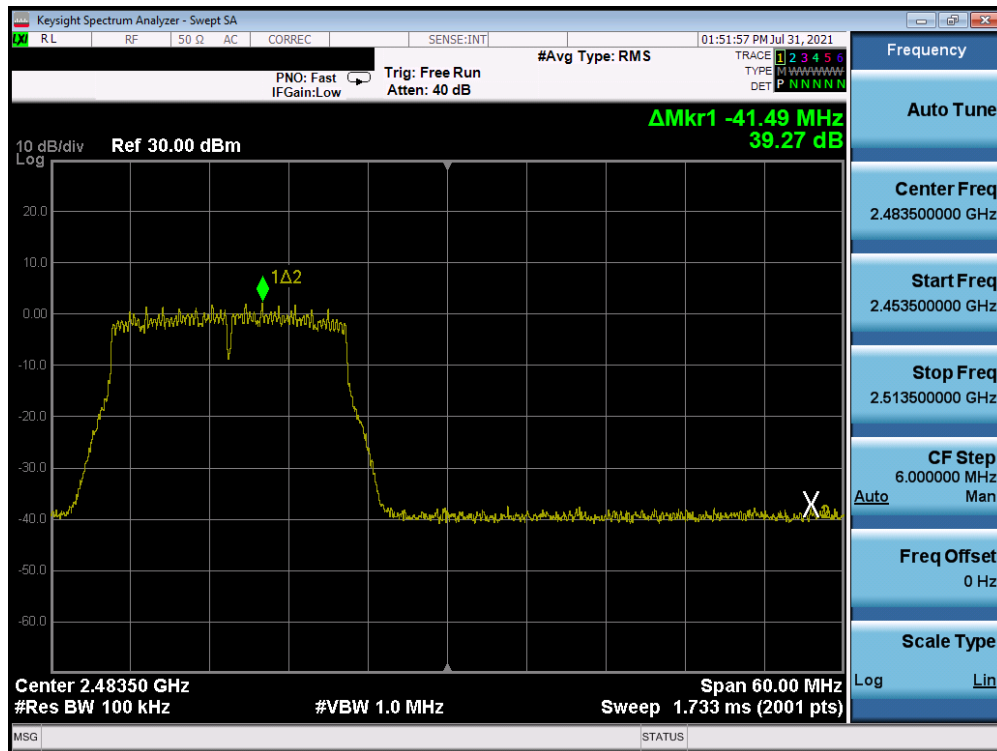 Keysight Spectrum Analyzer - Swept SA
LXI RL RF 50 Ω AC CORREC SENSE:INT 01:51:57 PM Jul 31, 2021
#Avg Type: RMS
TRACE 1 2 3 4 5 6
TYPE M WWWWW
DET P N N N N N
PNO: Fast
IFGain:Low
Trig: Free Run
Atten: 40 dB
ΔMkr1 -41.49 MHz
39.27 dB
10 dB/div
Log
Ref 30.00 dBm
20.0
10.0
0.00
-10.0
-20.0
-30.0
-40.0
-50.0
-60.0
1Δ2
X2
Center 2.48350 GHz
Span 60.00 MHz
#Res BW 100 kHz
#VBW 1.0 MHz
Sweep 1.733 ms (2001 pts)
MSG
STATUS
Frequency
Auto Tune
Center Freq
2.483500000 GHz
Start Freq
2.453500000 GHz
Stop Freq
2.513500000 GHz
CF Step
6.000000 MHz
Auto Man
Freq Offset
0 Hz
Scale Type
Log Lin